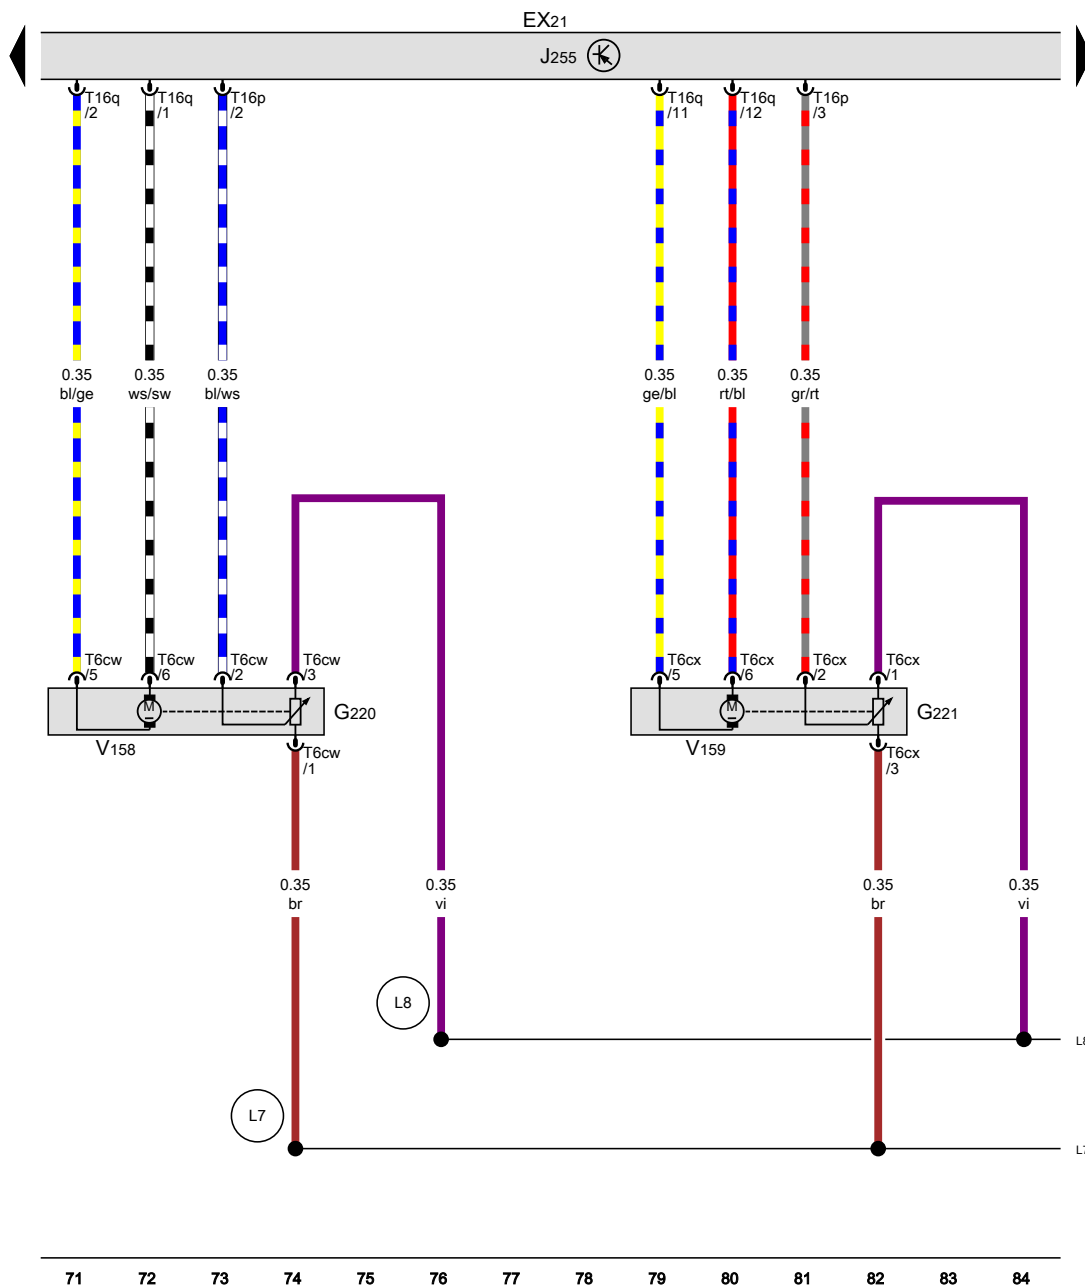 EX21
J255
T16q
/2
T16q
/1
T16p
/2
T16q
/11
T16q
/12
T16p
/3
0.35
bl/ge
0.35
ws/sw
0.35
bl/ws
0.35
ge/bl
0.35
rt/bl
0.35
gr/rt
T6cw
/5
T6cw
/6
T6cw
/2
T6cw
/3
T6cx
/5
T6cx
/6
T6cx
/2
T6cx
/1
M
G220
M
G221
V158
T6cw
/1
V159
T6cx
/3
0.35
br
0.35
vi
0.35
br
0.35
vi
L8
L8
L7
L7
71 72 73 74 75 76 77 78 79 80 81 82 83 84